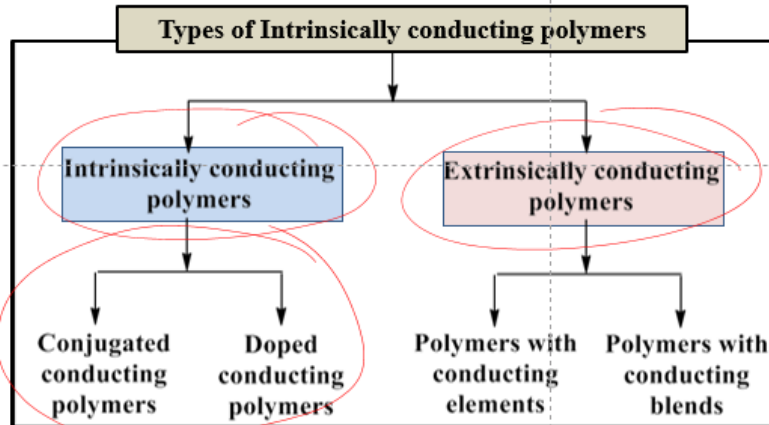 Types of Intrinsically conducting polymers
Intrinsically conducting
polymers
Extrinsically conducting
polymers
Conjugated
conducting
polymers
Doped
conducting
polymers
Polymers with
conducting
elements
Polymers with
conducting
blends